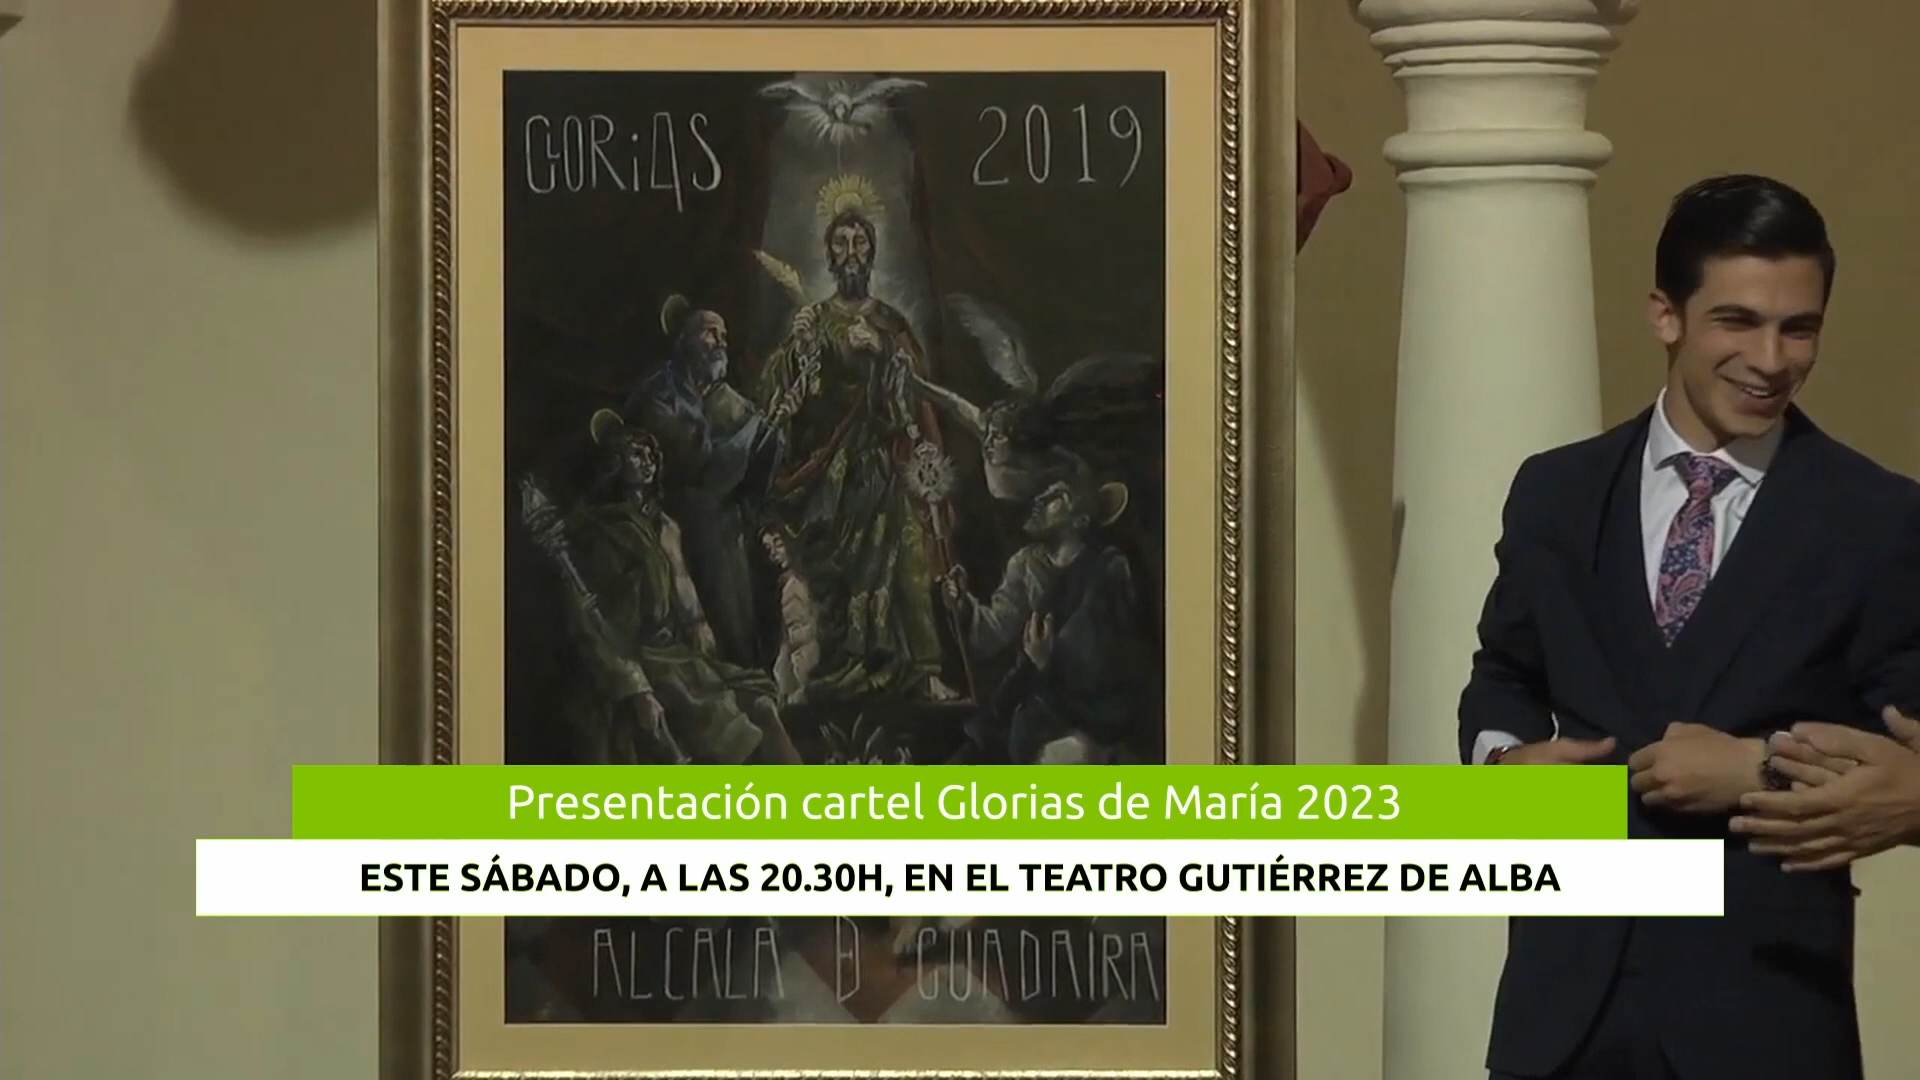 GLORiAS 2019
Presentación cartel Glorias de María 2023
ESTE SÁBADO, A LAS 20.30H, EN EL TEATRO GUTIÉRREZ DE ALBA
ALCALA D GUADAIRA